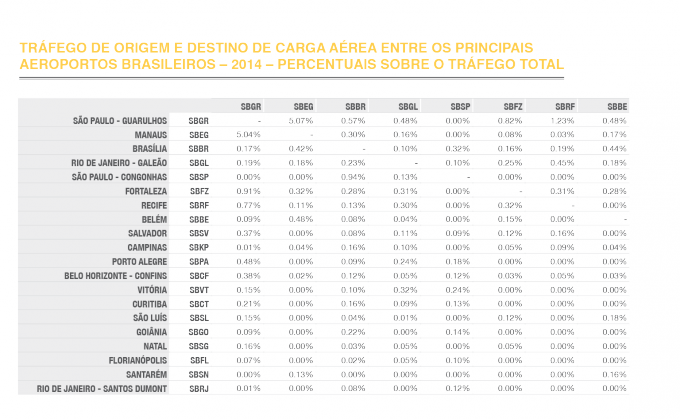 TRÁFEGO DE ORIGEM E DESTINO DE CARGA AÉREA ENTRE OS PRINCIPAIS
AEROPORTOS BRASILEIROS – 2014 – PERCENTUAIS SOBRE O TRÁFEGO TOTAL
SBGR SBEG SBBR SBGL SBSP SBFZ SBRF SBBE
SÃO PAULO - GUARULHOS SBGR - 5.07% 0.57% 0.48% 0.00% 0.82% 1.23% 0.48%
MANAUS SBEG 5.04% - 0.30% 0.16% 0.00% 0.08% 0.03% 0.17%
BRASÍLIA SBBR 0.17% 0.42% - 0.10% 0.32% 0.16% 0.19% 0.44%
RIO DE JANEIRO - GALEÃO SBGL 0.19% 0.18% 0.23% - 0.10% 0.25% 0.45% 0.18%
SÃO PAULO - CONGONHAS SBSP 0.00% 0.00% 0.94% 0.13% - 0.00% 0.00% 0.00%
FORTALEZA SBFZ 0.91% 0.32% 0.28% 0.31% 0.00% - 0.31% 0.28%
RECIFE SBRF 0.77% 0.11% 0.13% 0.30% 0.00% 0.32% - 0.00%
BELÉM SBBE 0.09% 0.48% 0.08% 0.04% 0.00% 0.15% 0.00% -
SALVADOR SBSV 0.37% 0.00% 0.08% 0.11% 0.09% 0.12% 0.16% 0.00%
CAMPINAS SBKP 0.01% 0.04% 0.16% 0.10% 0.00% 0.05% 0.09% 0.04%
PORTO ALEGRE SBPA 0.48% 0.00% 0.09% 0.24% 0.18% 0.00% 0.00% 0.00%
BELO HORIZONTE - CONFINS SBCF 0.38% 0.02% 0.12% 0.05% 0.12% 0.03% 0.05% 0.03%
VITÓRIA SBVT 0.15% 0.00% 0.10% 0.32% 0.24% 0.00% 0.00% 0.00%
CURITIBA SBCT 0.21% 0.00% 0.16% 0.09% 0.13% 0.00% 0.00% 0.00%
SÃO LUÍS SBSL 0.15% 0.00% 0.04% 0.01% 0.00% 0.12% 0.00% 0.18%
GOIÂNIA SBGO 0.09% 0.00% 0.22% 0.00% 0.14% 0.00% 0.00% 0.00%
NATAL SBSG 0.16% 0.00% 0.03% 0.05% 0.00% 0.05% 0.00% 0.00%
FLORIANÓPOLIS SBFL 0.07% 0.00% 0.02% 0.05% 0.10% 0.00% 0.00% 0.00%
SANTARÉM SBSN 0.00% 0.13% 0.00% 0.00% 0.00% 0.00% 0.00% 0.16%
RIO DE JANEIRO - SANTOS DUMONT SBRJ 0.01% 0.00% 0.08% 0.00% 0.12% 0.00% 0.00% 0.00%